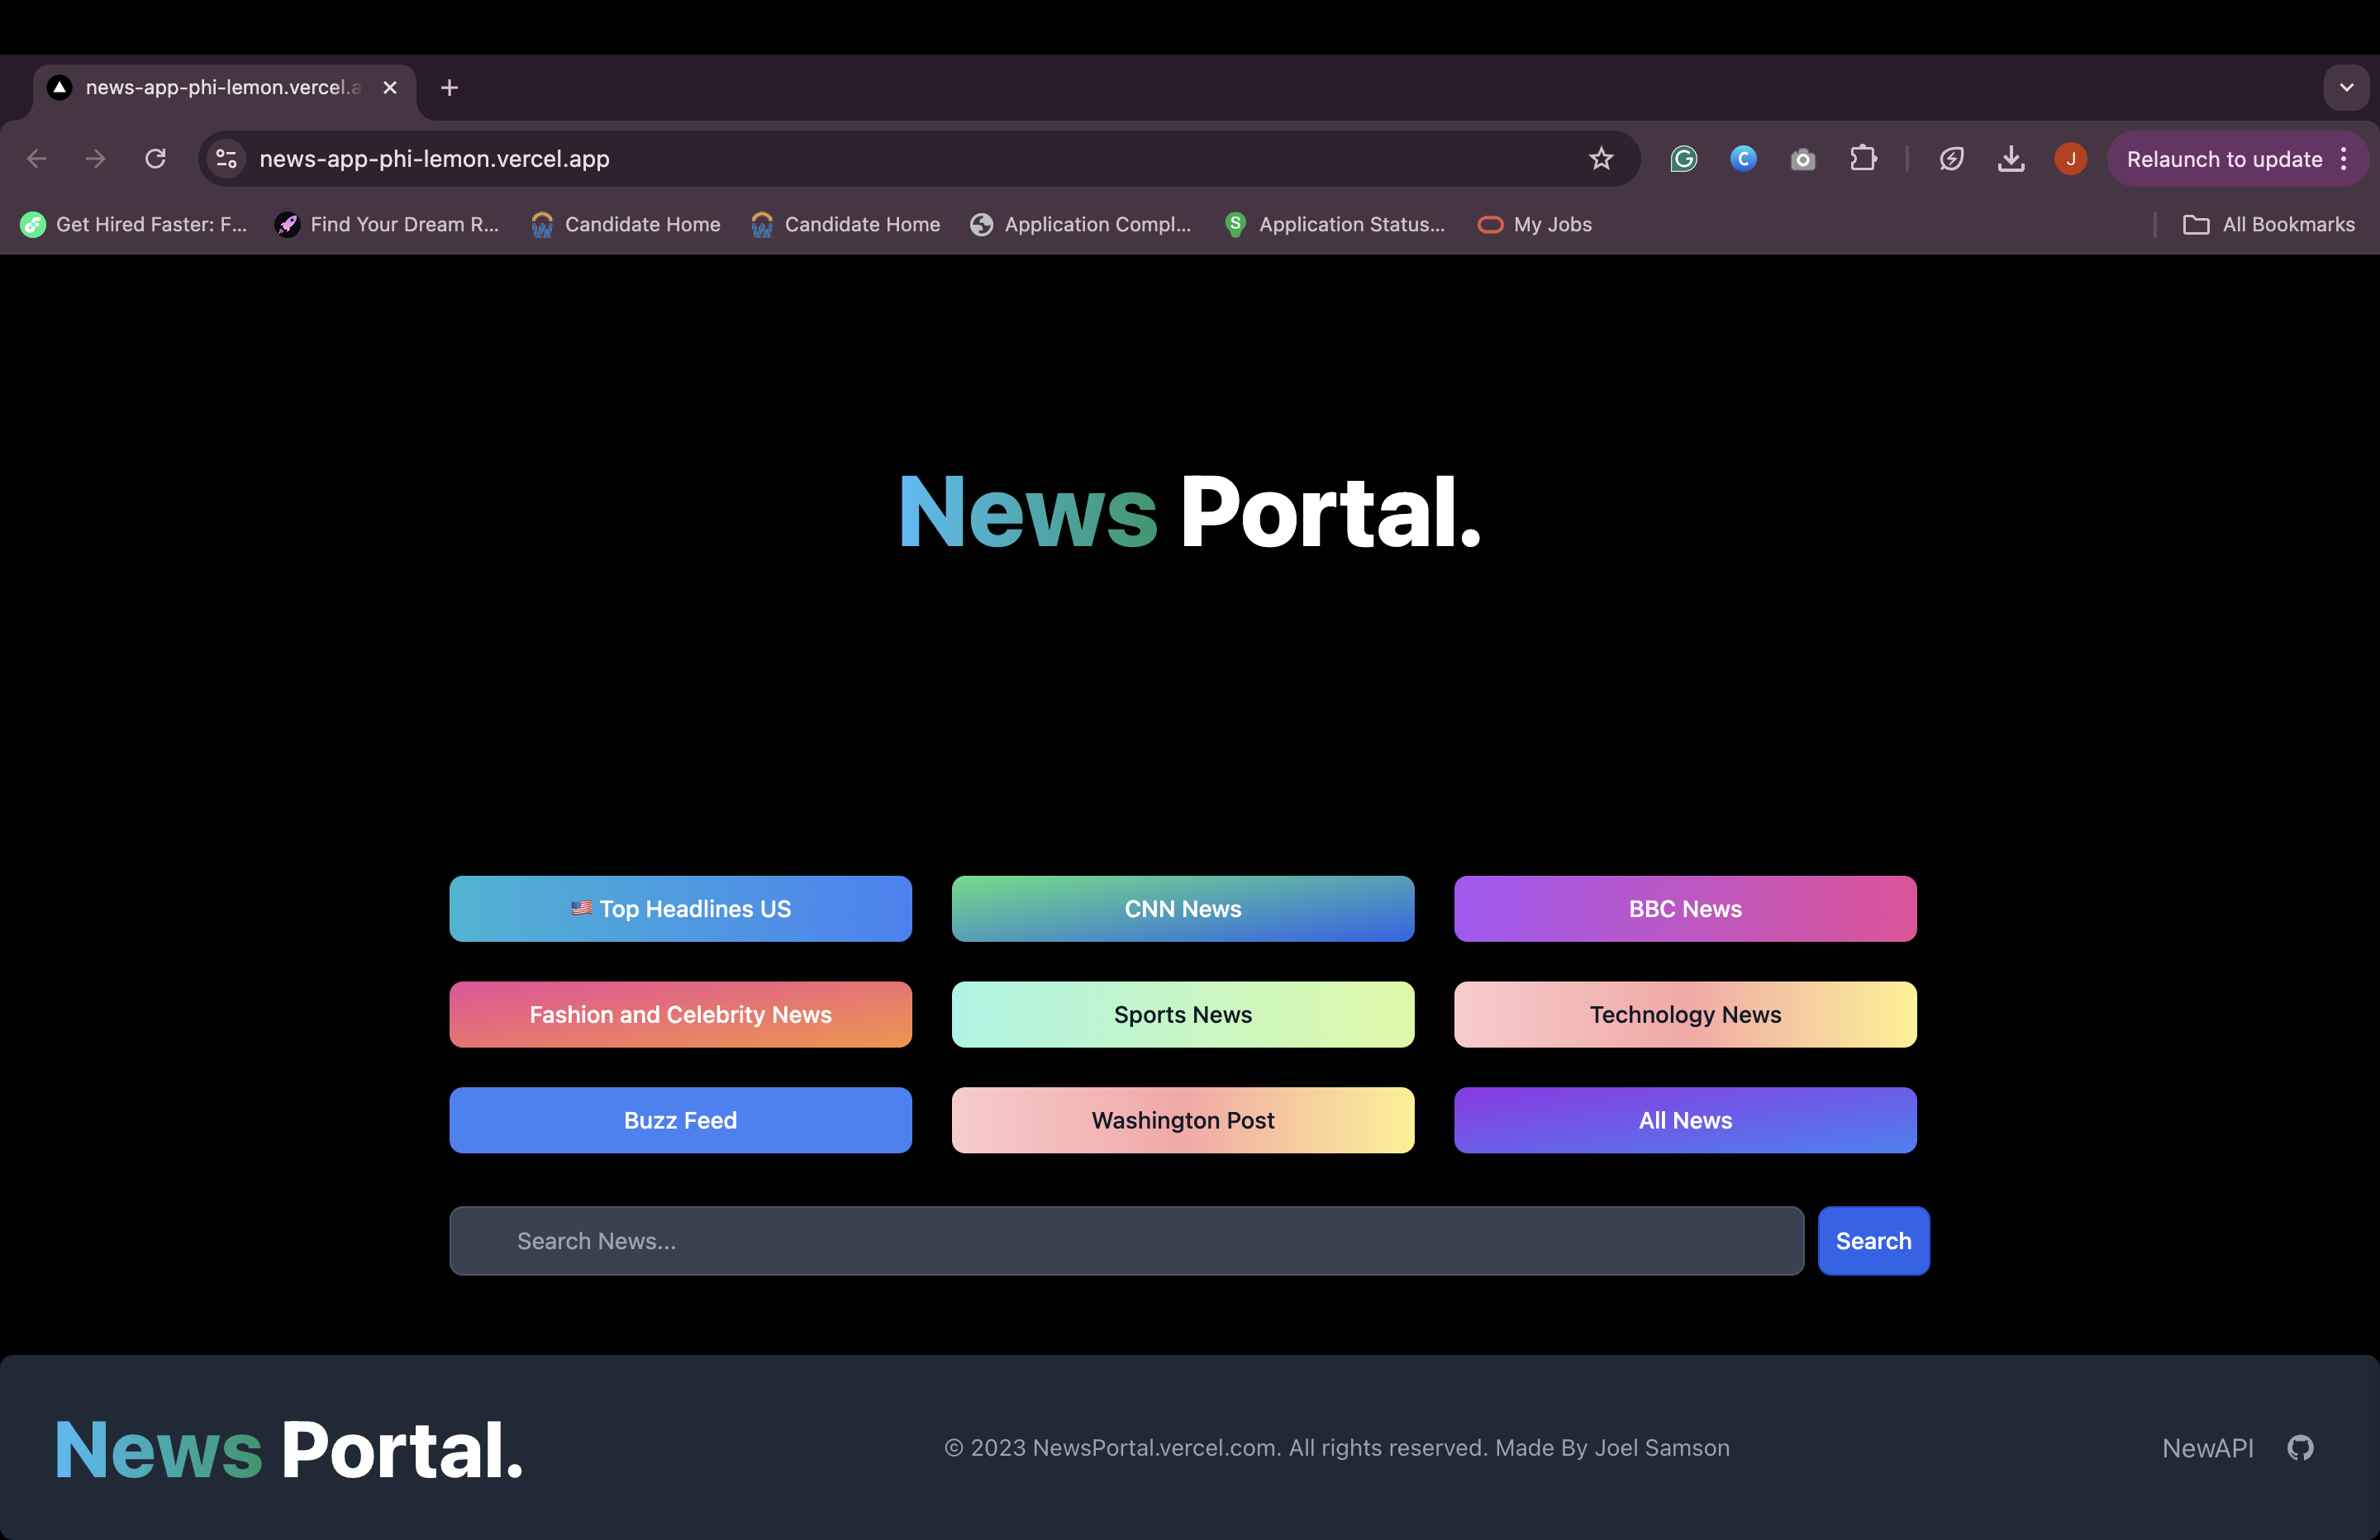 news-app-phi-lemon.vercel.a
news-app-phi-lemon.vercel.app
Relaunch to update
Get Hired Faster: F...
Find Your Dream R...
Candidate Home
Candidate Home
Application Compl...
Application Status...
My Jobs
All Bookmarks
News Portal.
🇺🇸 Top Headlines US
CNN News
BBC News
Fashion and Celebrity News
Sports News
Technology News
Buzz Feed
Washington Post
All News
Search News...
Search
News Portal.
© 2023 NewsPortal.vercel.com. All rights reserved. Made By Joel Samson
NewAPI